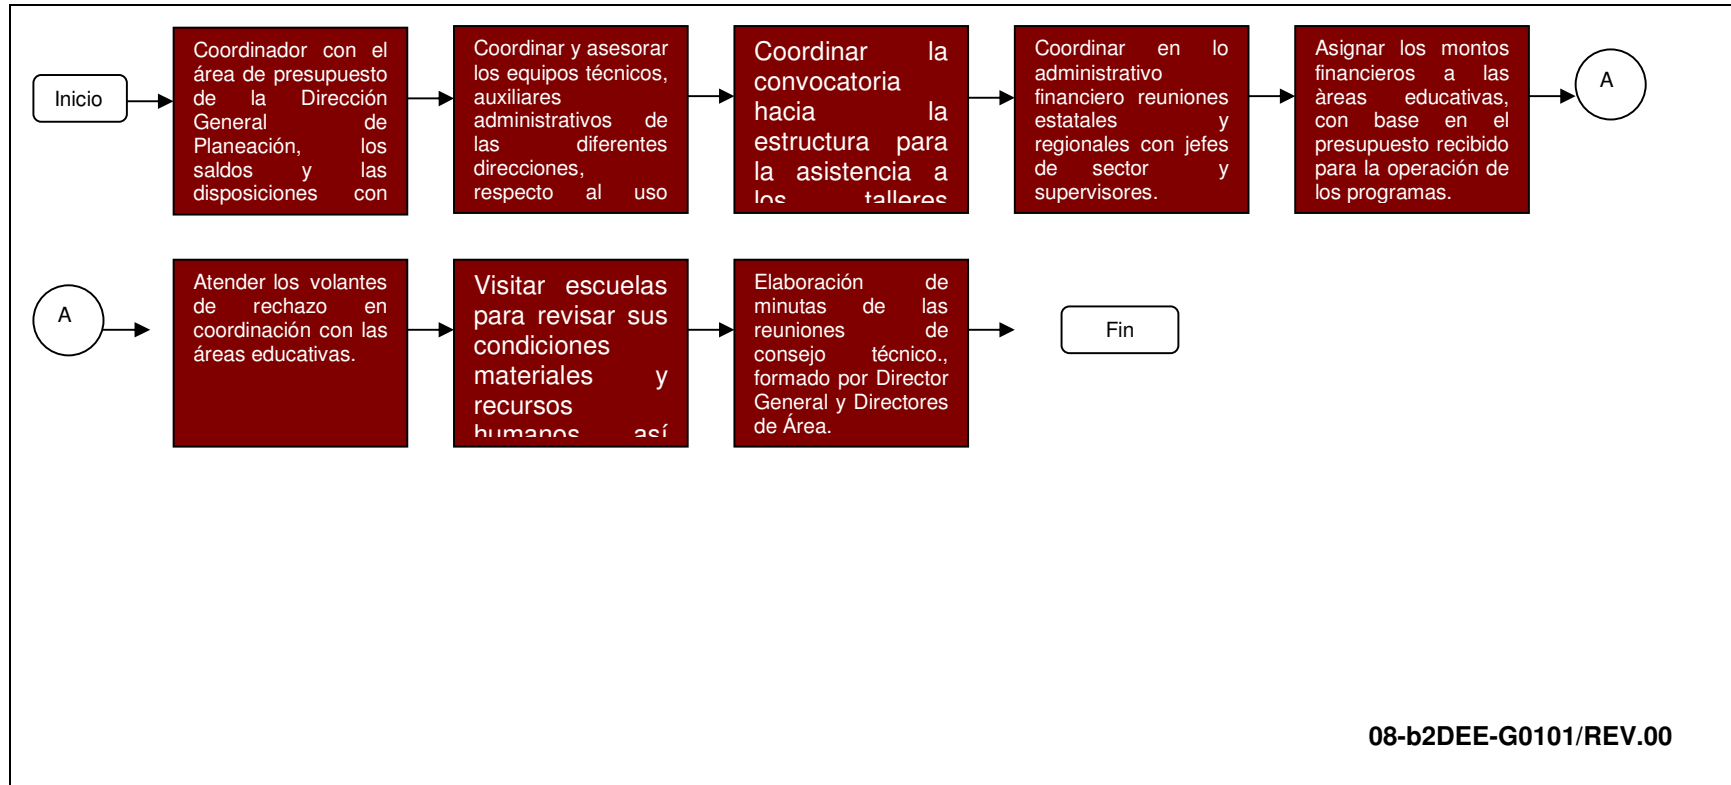 Inicio
Coordinador con el
área de presupuesto
de la Dirección
General de
Planeación, los
saldos y las
disposiciones con
Coordinar y asesorar
los equipos técnicos,
auxiliares
administrativos de
las diferentes
direcciones,
respecto al uso
Coordinar la
convocatoria
hacia la
estructura para
la asistencia a
los talleres
Coordinar en lo
administrativo
financiero reuniones
estatales y
regionales con jefes
de sector y
supervisores.
Asignar los montos
financieros a las
àreas educativas,
con base en el
presupuesto recibido
para la operación de
los programas.
A
A
Atender los volantes
de rechazo en
coordinación con las
áreas educativas.
Visitar escuelas
para revisar sus
condiciones
materiales y
recursos
humanos así
Elaboración de
minutas de las
reuniones de
consejo técnico.,
formado por Director
General y Directores
de Área.
Fin
08-b2DEE-G0101/REV.00